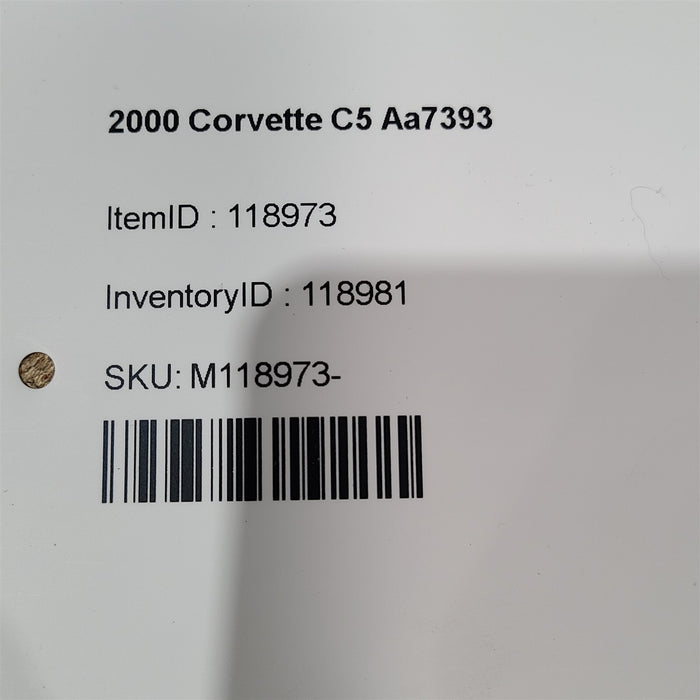 2000 Corvette C5 Aa7393
ItemID : 118973
InventoryID : 118981
SKU: M118973-